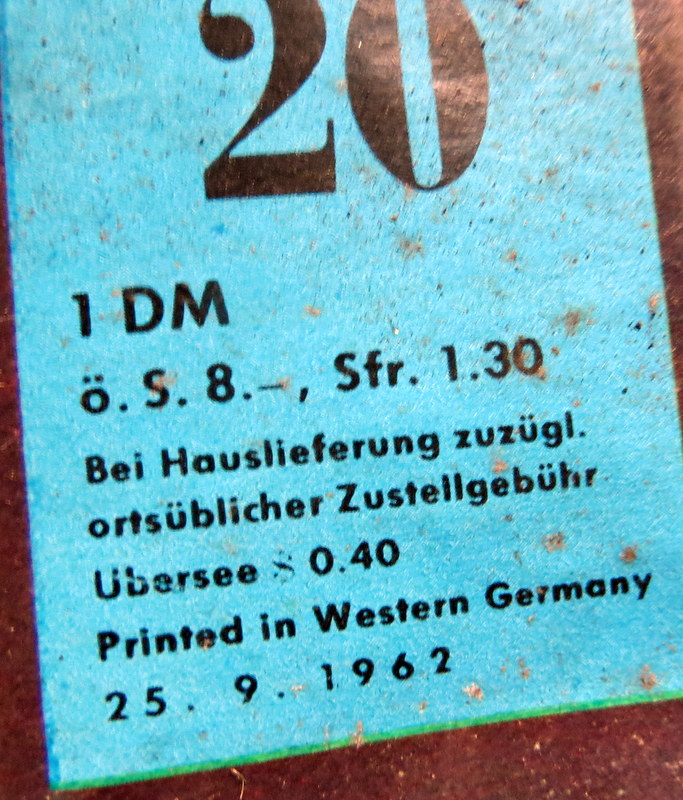 20
1 DM
ö. S. 8.–, Sfr. 1.30
Bei Hauslieferung zuzügl.
ortsüblicher Zustellgebühr
Übersee $ 0.40
Printed in Western Germany
25. 9. 1962